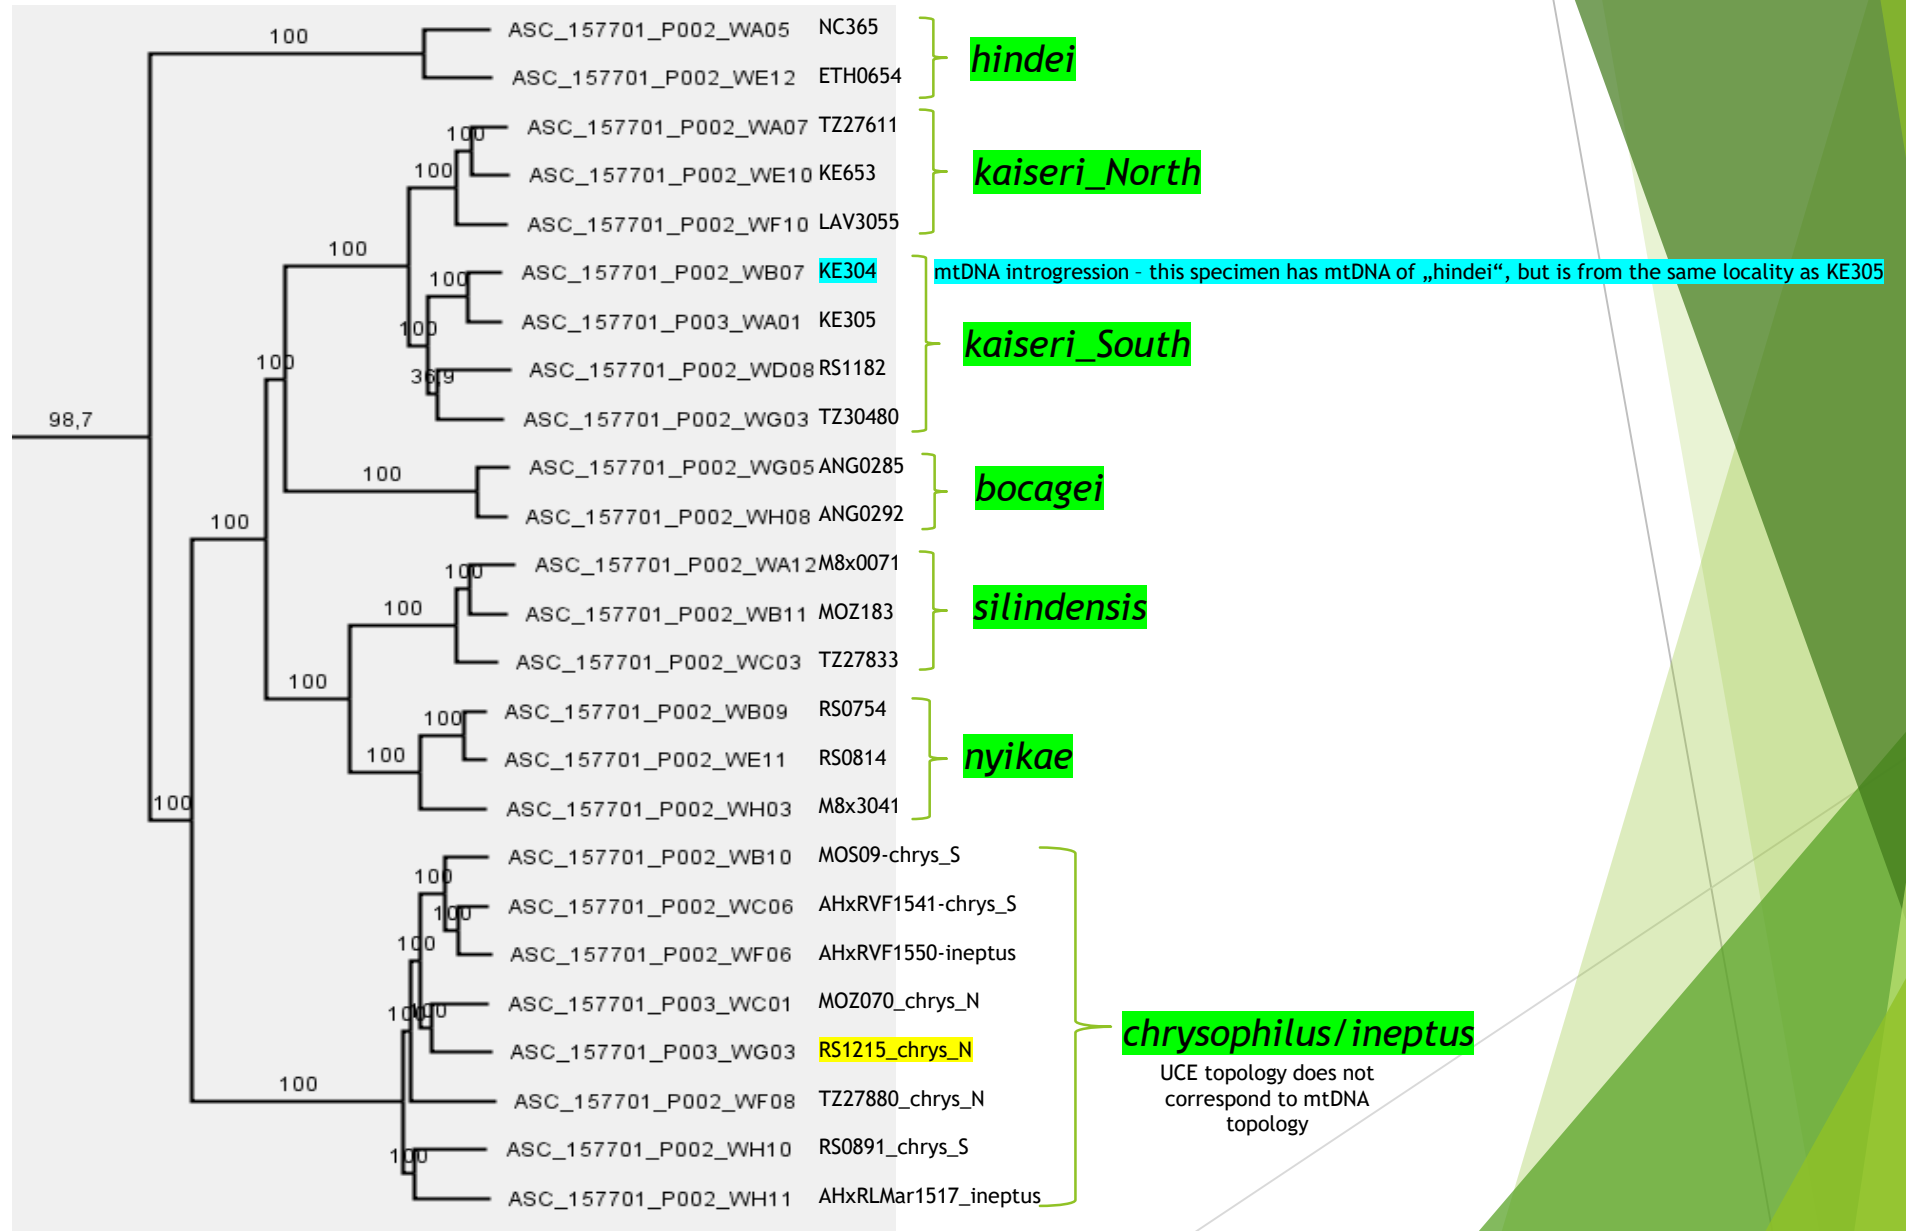 100
ASC_157701_P002_WA05 NC365
hindei
ASC_157701_P002_WE12 ETH0654
100
ASC_157701_P002_WA07 TZ27611
100
ASC_157701_P002_WE10 KE653
kaiseri_North
ASC_157701_P002_WF10 LAV3055
100
ASC_157701_P002_WB07 KE304 mtDNA introgression - this specimen has mtDNA of „hindei“, but is from the same locality as KE305
100
ASC_157701_P003_WA01 KE305
100
kaiseri_South
100
ASC_157701_P002_WD08 RS1182
36,9
98,7
ASC_157701_P002_WG03 TZ30480
ASC_157701_P002_WG05 ANG0285
100
bocagei
ASC_157701_P002_WH08 ANG0292
100
ASC_157701_P002_WA12 M8x0071
100
100
ASC_157701_P002_WB11 MOZ183
silindensis
ASC_157701_P002_WC03 TZ27833
100
ASC_157701_P002_WB09 RS0754
100
100
ASC_157701_P002_WE11 RS0814
nyikae
100
ASC_157701_P002_WH03 M8x3041
ASC_157701_P002_WB10 MOS09-chrys_S
100
ASC_157701_P002_WC06 AHxRVF1541-chrys_S
100
100
ASC_157701_P002_WF06 AHxRVF1550-ineptus
ASC_157701_P003_WC01 MOZ070_chrys_N
100
100
chrysophilus/ineptus
ASC_157701_P003_WG03 RS1215_chrys_N
UCE topology does not
correspond to mtDNA
topology
100
ASC_157701_P002_WF08 TZ27880_chrys_N
ASC_157701_P002_WH10 RS0891_chrys_S
100
ASC_157701_P002_WH11 AHxRLMar1517_ineptus